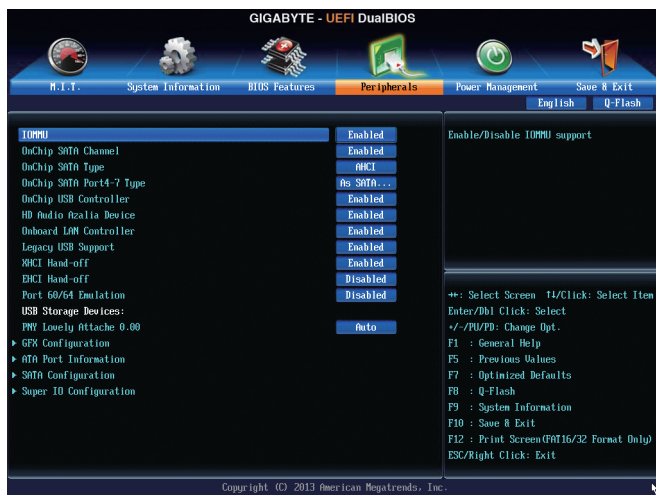 GIGABYTE - UEFI DualBIOS
M.I.T.
System Information
BIOS Features
Peripherals
Power Management
Save & Exit
English
Q-Flash
IOMMU Enabled
OnChip SATA Channel Enabled
OnChip SATA Type AHCI
OnChip SATA Port4-7 Type As SATA...
OnChip USB Controller Enabled
HD Audio Azalia Device Enabled
Onboard LAN Controller Enabled
Legacy USB Support Enabled
XHCI Hand-off Enabled
EHCI Hand-off Disabled
Port 60/64 Emulation Disabled
USB Storage Devices:
PNY Lovely Attache 0.00 Auto
GFX Configuration
ATA Port Information
SATA Configuration
Super IO Configuration
Enable/Disable IOMMU support
→←: Select Screen ↑↓/Click: Select Item
Enter/Dbl Click: Select
+/-/PU/PD: Change Opt.
F1 : General Help
F5 : Previous Values
F7 : Optimized Defaults
F8 : Q-Flash
F9 : System Information
F10 : Save & Exit
F12 : Print Screen(FAT16/32 Format Only)
ESC/Right Click: Exit
Copyright (C) 2013 American Megatrends, Inc.